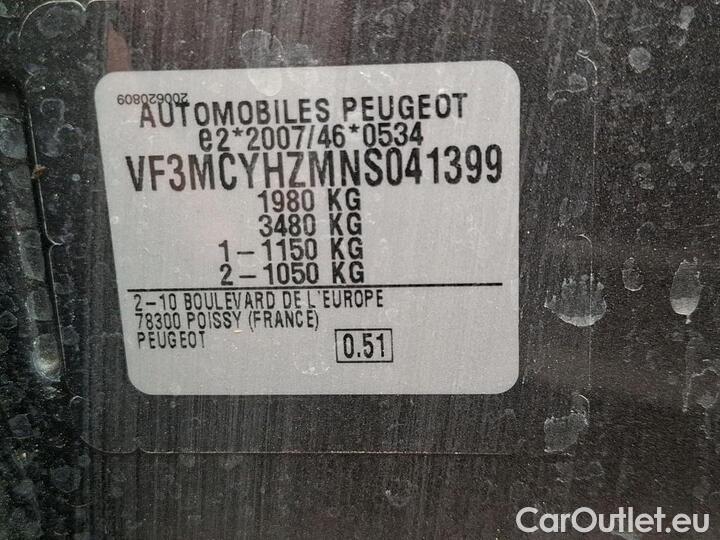 200620809
AUTOMOBILES PEUGEOT
e2*2007/46*0534
VF3MCYHZMNS041399
1980 KG
3480 KG
1-1150 KG
2-1050 KG
2-10 BOULEVARD DE L'EUROPE
78300 POISSY (FRANCE)
PEUGEOT
0.51
CarOutlet.eu